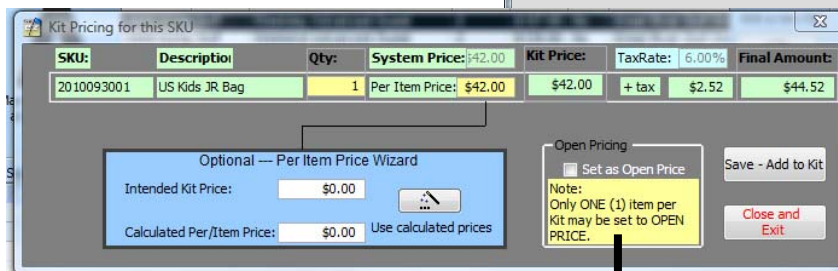 Kit Pricing for this SKU
SKU: Description Qty: System Price: $42.00 Kit Price: TaxRate: 6.00% Final Amount:
2010093001 US Kids JR Bag 1 Per Item Price: $42.00 $42.00 + tax $2.52 $44.52
Optional --- Per Item Price Wizard
Intended Kit Price: $0.00
Calculated Per/Item Price: $0.00 Use calculated prices
Open Pricing
Set as Open Price
Note:
Only ONE (1) item per
Kit may be set to OPEN
PRICE.
Save - Add to Kit
Close and
Exit